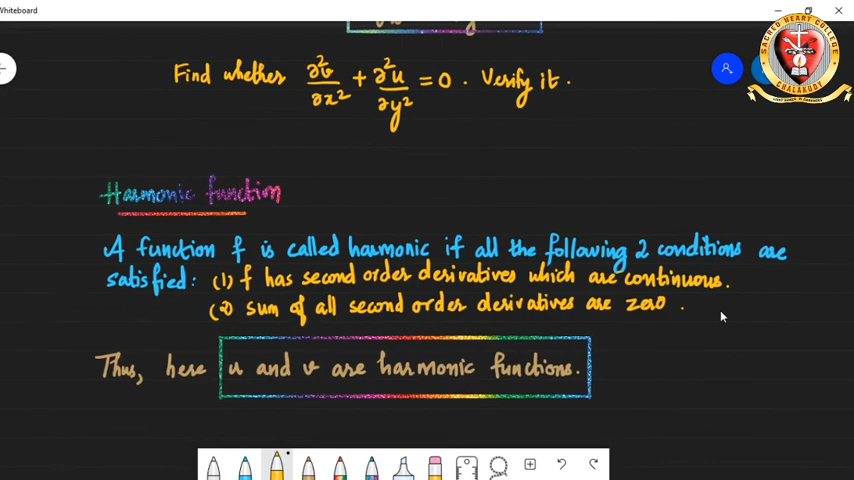 Whiteboard
Find whether ∂²v/∂x² + ∂²u/∂y² = 0. Verify it.
Harmonic function
A function f is called harmonic if all the following 2 conditions are
satisfied: (1) f has second order derivatives which are continuous.
(2) sum of all second order derivatives are zero.
Thus, here u and v are harmonic functions.
SACRED HEART COLLEGE
CHALAKUDY